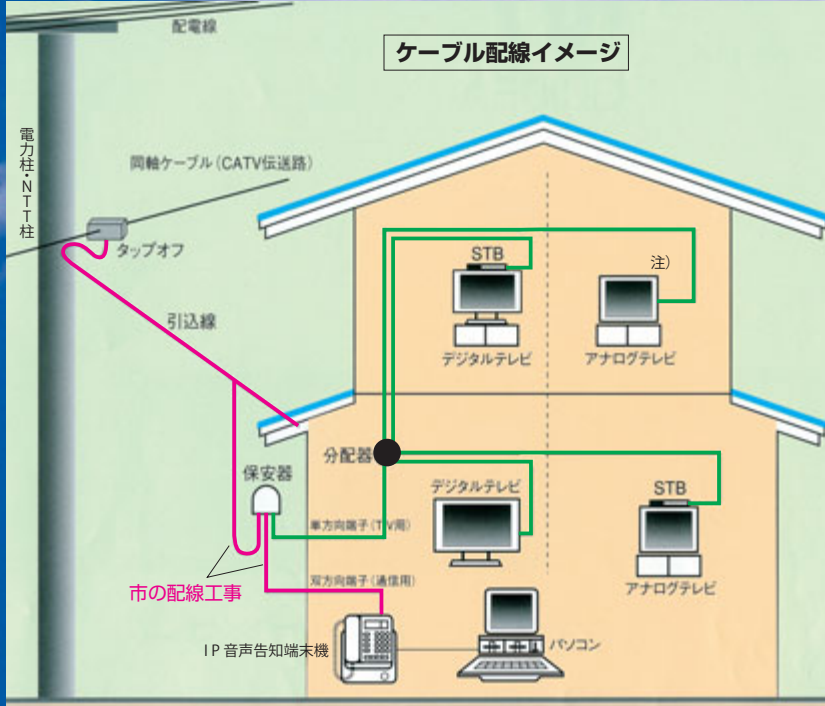 配電線
ケーブル配線イメージ
電力柱・NTT柱
同軸ケーブル（CATV伝送路）
タップオフ
STB
注）
引込線
デジタルテレビ
アナログテレビ
分配器
保安器
デジタルテレビ
STB
単方向端子（TV用）
双方向端子（通信用）
市の配線工事
アナログテレビ
IP音声告知端末機
パソコン